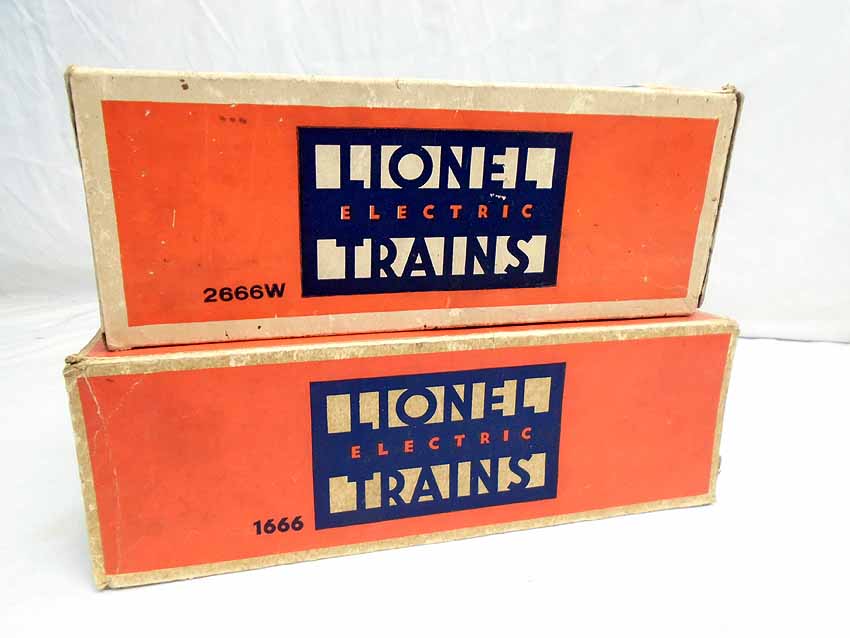 LIONEL
ELECTRIC
TRAINS
2666W
LIONEL
ELECTRIC
TRAINS
1666